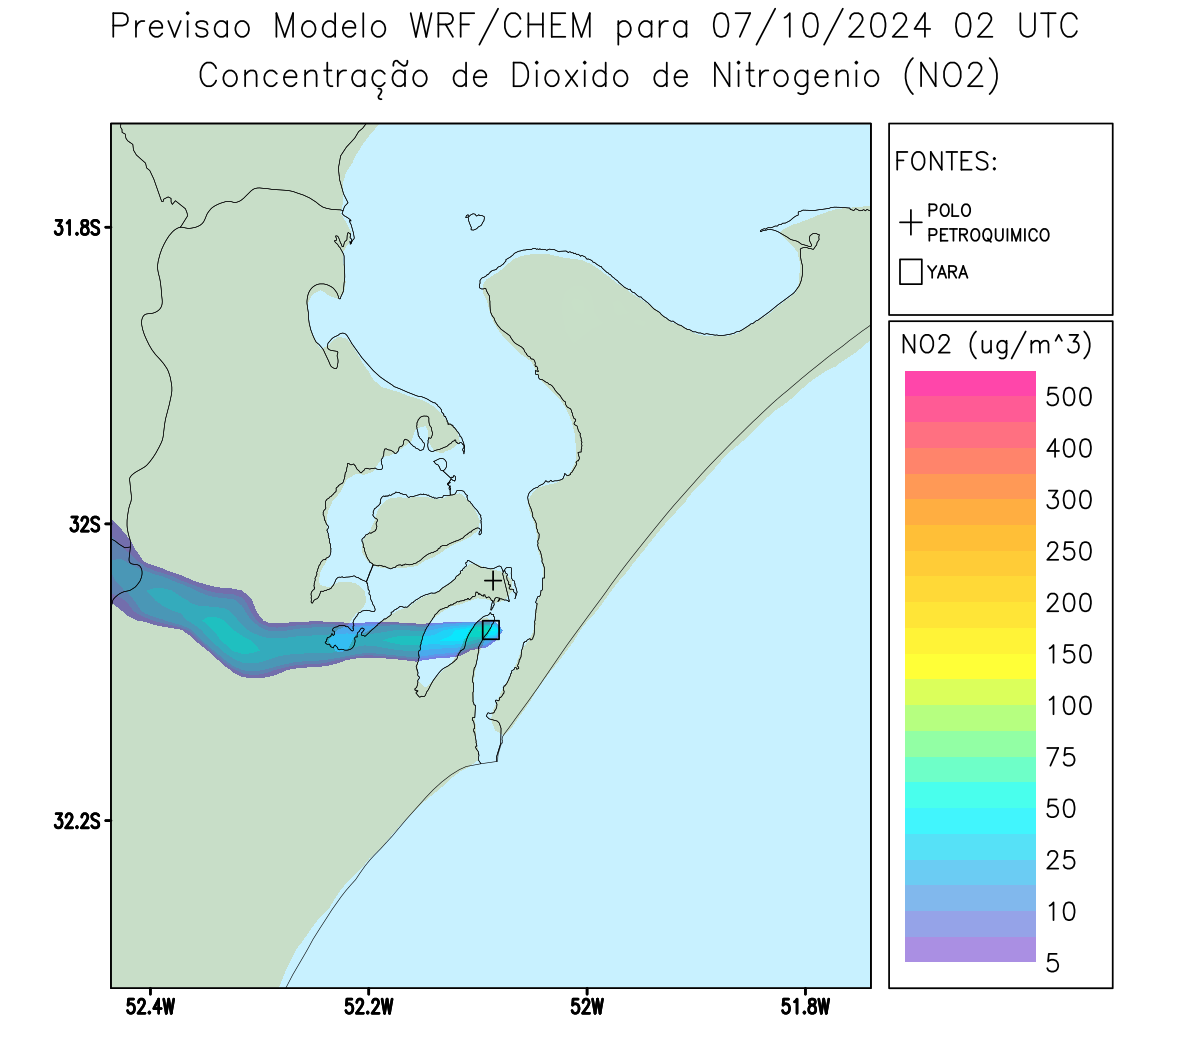 Previsao Modelo WRF/CHEM para 07/10/2024 02 UTC
Concentração de Dioxido de Nitrogenio (NO2)
FONTES:
POLO
PETROQUIMICO
YARA
NO2 (ug/m^3)
500
400
300
250
200
150
100
75
50
25
10
5
31.8S
32S
32.2S
52.4W
52.2W
52W
51.8W